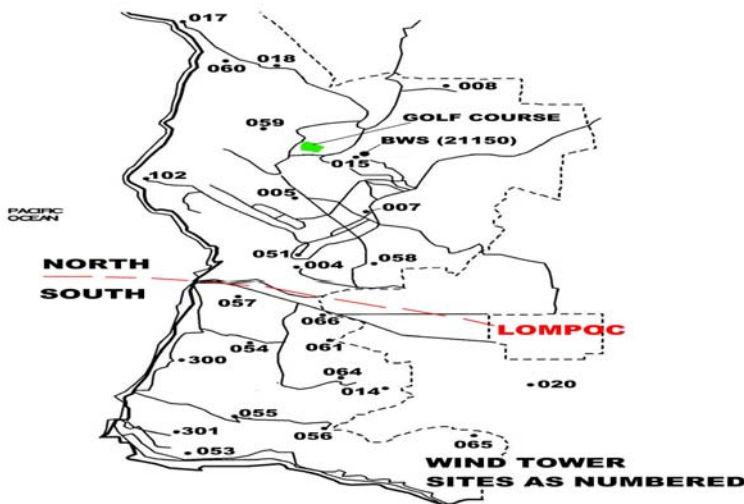 017
060
018
008
059
GOLF COURSE
BWS (21150)
015
102
005
007
PACIFIC
OCEAN
051
004
058
NORTH
SOUTH
057
066
LOMPOC
054
061
300
064
014
020
055
301
056
065
053
WIND TOWER
SITES AS NUMBERED